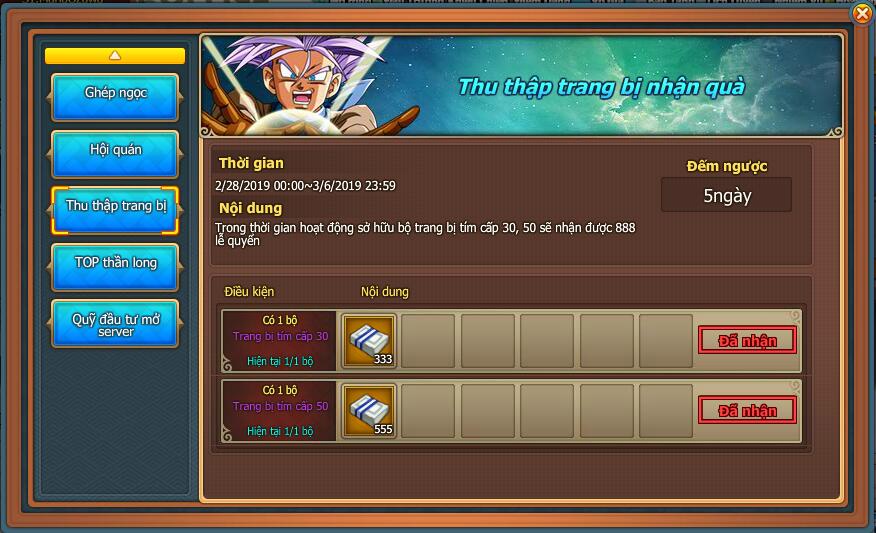 Thu thập trang bị nhận quà
Ghép ngọc
Hội quán
Thu thập trang bị
TOP thần long
Quỹ đầu tư mở
server
Thời gian
2/28/2019 00:00~3/6/2019 23:59
Nội dung
Trong thời gian hoạt động sở hữu bộ trang bị tím cấp 30, 50 sẽ nhận được 888
lễ quyển
Đếm ngược
5ngày
Điều kiện Nội dung
Có 1 bộ
Trang bị tím cấp 30
Hiện tại 1/1 bộ
333
Đã nhận
Có 1 bộ
Trang bị tím cấp 50
Hiện tại 1/1 bộ
555
Đã nhận